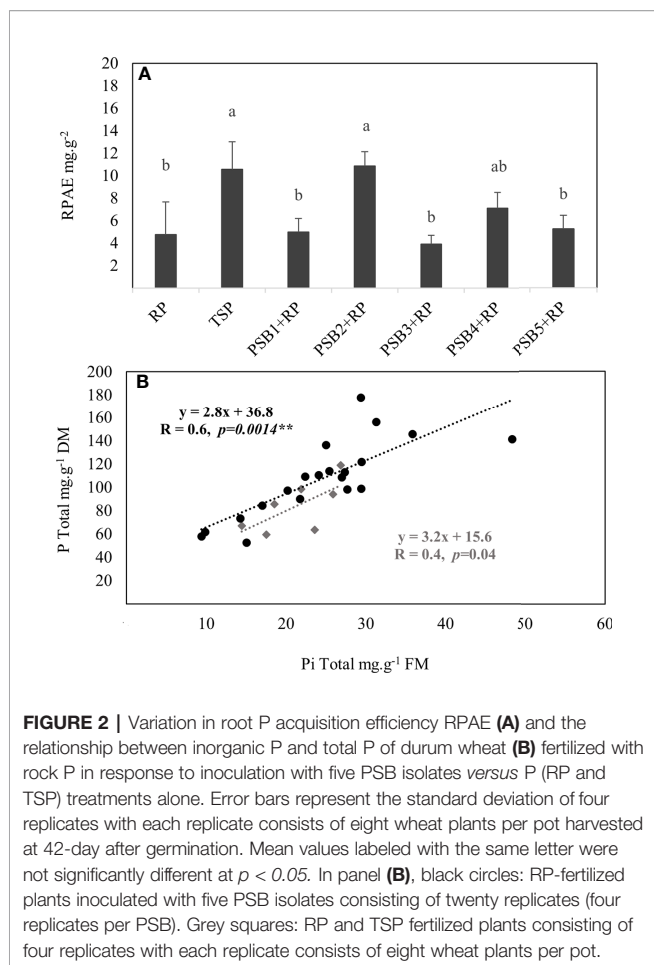 A
20
18
16
14
12
10
8
6
4
2
RPAE mg.g-2
b
a
b
a
b
ab
b
RP
TSP
PSB1+RP
PSB2+RP
PSB3+RP
PSB4+RP
PSB5+RP
B
200
180
160
140
120
100
80
60
40
20
P Total mg.g-1 DM
y = 2.8x + 36.8
R = 0.6, p=0.0014**
y = 3.2x + 15.6
R = 0.4, p=0.04
10
20
30
40
50
60
Pi Total mg.g-1 FM
FIGURE 2 | Variation in root P acquisition efficiency RPAE (A) and the
relationship between inorganic P and total P of durum wheat (B) fertilized with
rock P in response to inoculation with five PSB isolates versus P (RP and
TSP) treatments alone. Error bars represent the standard deviation of four
replicates with each replicate consists of eight wheat plants per pot harvested
at 42-day after germination. Mean values labeled with the same letter were
not significantly different at p < 0.05. In panel (B), black circles: RP-fertilized
plants inoculated with five PSB isolates consisting of twenty replicates (four
replicates per PSB). Grey squares: RP and TSP fertilized plants consisting of
four replicates with each replicate consists of eight wheat plants per pot.